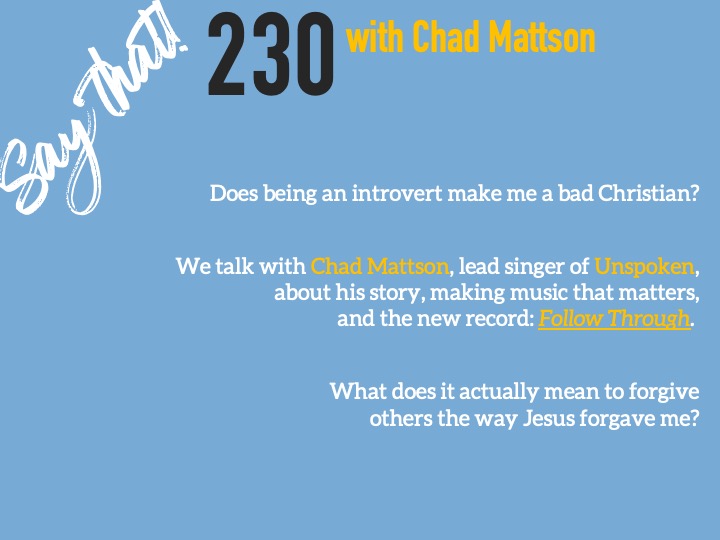 Say that!
230
with Chad Mattson
Does being an introvert make me a bad Christian?
We talk with Chad Mattson, lead singer of Unspoken,
about his story, making music that matters,
and the new record: Follow Through.
What does it actually mean to forgive
others the way Jesus forgave me?